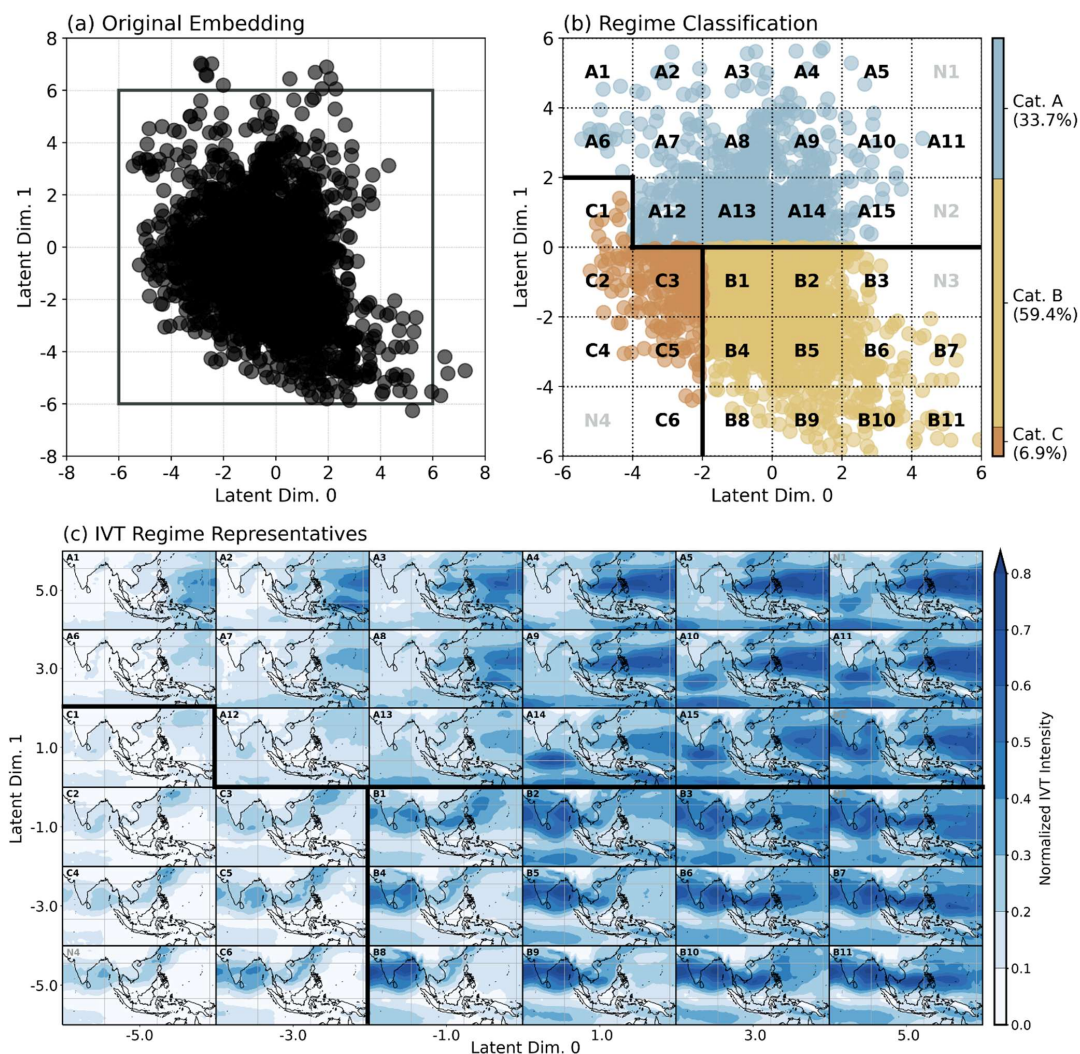 (a) Original Embedding
8
6
4
2
0
-2
-4
-6
-8
Latent Dim. 1
-8 -6 -4 -2 0 2 4 6 8
Latent Dim. 0
(b) Regime Classification
6
4
2
0
-2
-4
-6
Latent Dim. 1
A1 A2 A3 A4 A5 N1
A6 A7 A8 A9 A10 A11
C1 A12 A13 A14 A15 N2
C2 C3 B1 B2 B3 N3
C4 C5 B4 B5 B6 B7
N4 C6 B8 B9 B10 B11
-6 -4 -2 0 2 4 6
Latent Dim. 0
Cat. A
(33.7%)
Cat. B
(59.4%)
Cat. C
(6.9%)
(c) IVT Regime Representatives
A1 A2 A3 A4 A5 N1
5.0
A6 A7 A8 A9 A10 A11
3.0
C1 A12 A13 A14 A15
1.0
C2 C3 B1 B2 B3
-1.0
C4 C5 B4 B5 B6 B7
-3.0
N4 C6 B8 B9 B10 B11
-5.0
Latent Dim. 1
-5.0 -3.0 -1.0 1.0 3.0 5.0
Latent Dim. 0
0.8
0.7
0.6
0.5
0.4
0.3
0.2
0.1
0.0
Normalized IVT Intensity